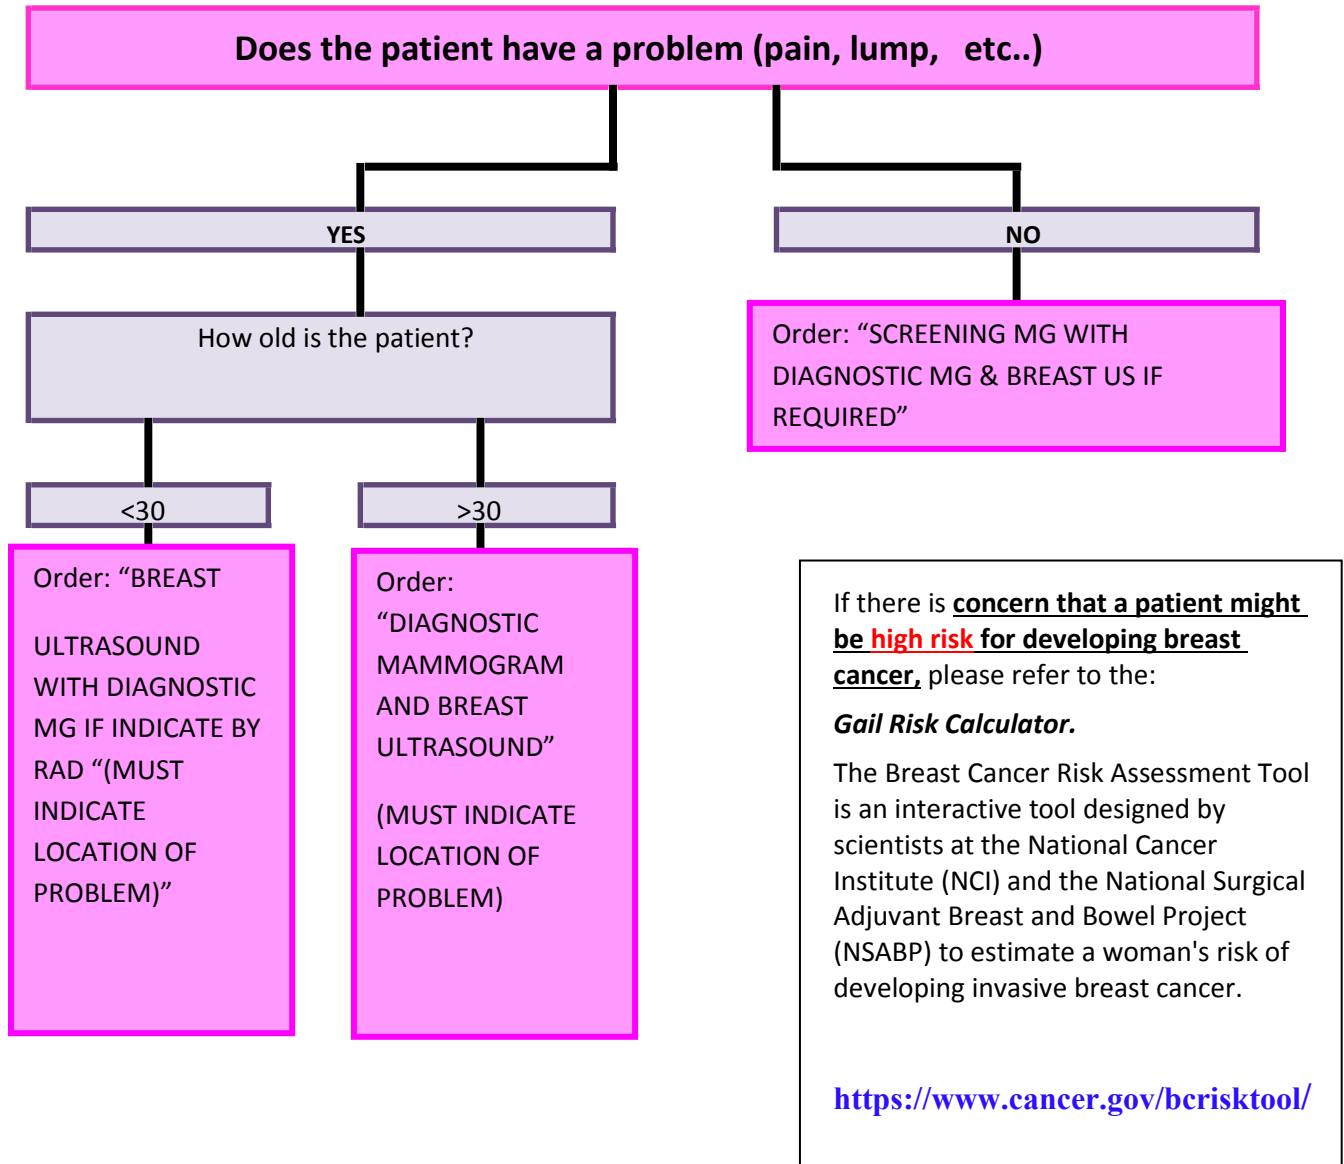 Does the patient have a problem (pain, lump, etc..)
YES
NO
How old is the patient?
Order: “SCREENING MG WITH
DIAGNOSTIC MG & BREAST US IF
REQUIRED”
<30
>30
Order: “BREAST
ULTRASOUND
WITH DIAGNOSTIC
MG IF INDICATE BY
RAD “(MUST
INDICATE
LOCATION OF
PROBLEM)”
Order:
“DIAGNOSTIC
MAMMOGRAM
AND BREAST
ULTRASOUND”
(MUST INDICATE
LOCATION OF
PROBLEM)
If there is concern that a patient might
be high risk for developing breast
cancer, please refer to the:
Gail Risk Calculator.
The Breast Cancer Risk Assessment Tool
is an interactive tool designed by
scientists at the National Cancer
Institute (NCI) and the National Surgical
Adjuvant Breast and Bowel Project
(NSABP) to estimate a woman's risk of
developing invasive breast cancer.
https://www.cancer.gov/bcrisktool/